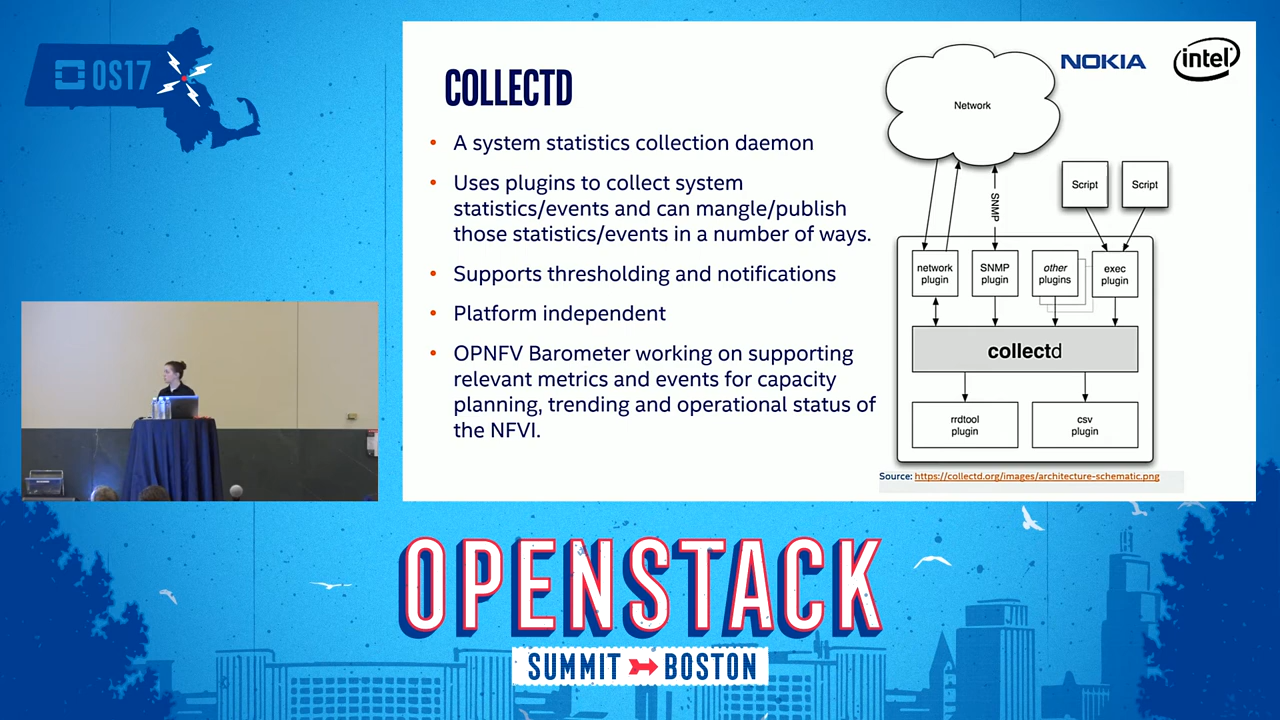 OS17
NOKIA
intel
COLLECTD
• A system statistics collection daemon
• Uses plugins to collect system
statistics/events and can mangle/publish
those statistics/events in a number of ways.
• Supports thresholding and notifications
• Platform independent
• OPNFV Barometer working on supporting
relevant metrics and events for capacity
planning, trending and operational status of
the NFVI.
Network
SNMP
Script
Script
network
plugin
SNMP
plugin
other
plugins
exec
plugin
collectd
rrdtool
plugin
csv
plugin
Source: https://collectd.org/images/architecture-schematic.png
OPENSTACK
SUMMIT BOSTON